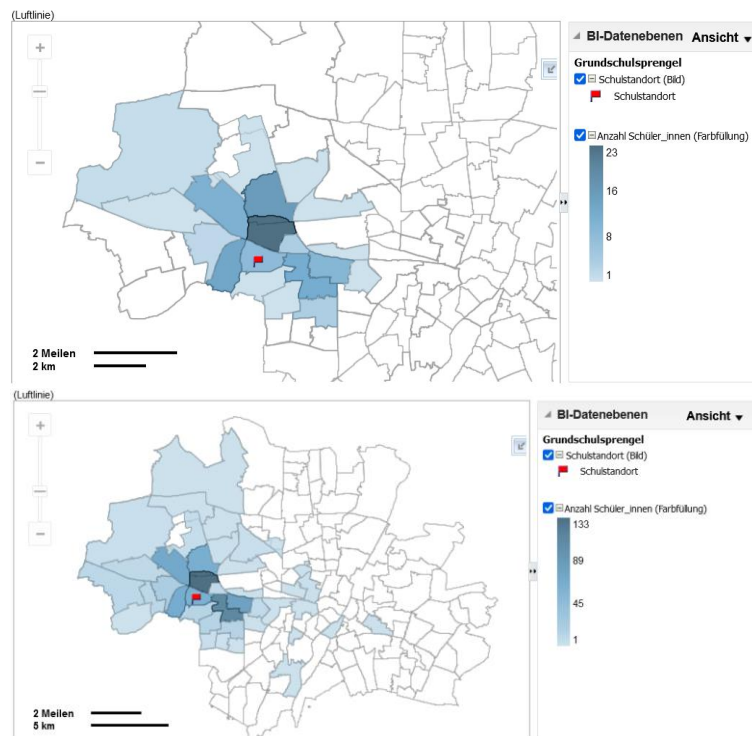 (Luftlinie)
BI-Datenebenen Ansicht
Grundschulsprengel
Schulstandort (Bild)
Schulstandort
Anzahl Schüler_innen (Farbfüllung)
23
16
8
1
2 Meilen
2 km
(Luftlinie)
BI-Datenebenen Ansicht
Grundschulsprengel
Schulstandort (Bild)
Schulstandort
Anzahl Schüler_innen (Farbfüllung)
133
89
45
1
2 Meilen
5 km